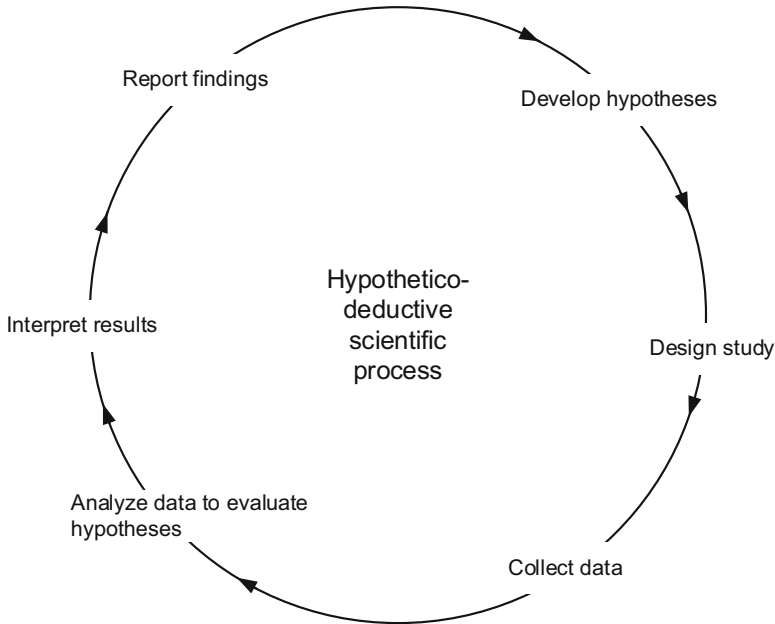 Report findings
Develop hypotheses
Hypothetico-
deductive
scientific
process
Interpret results
Design study
Analyze data to evaluate
hypotheses
Collect data